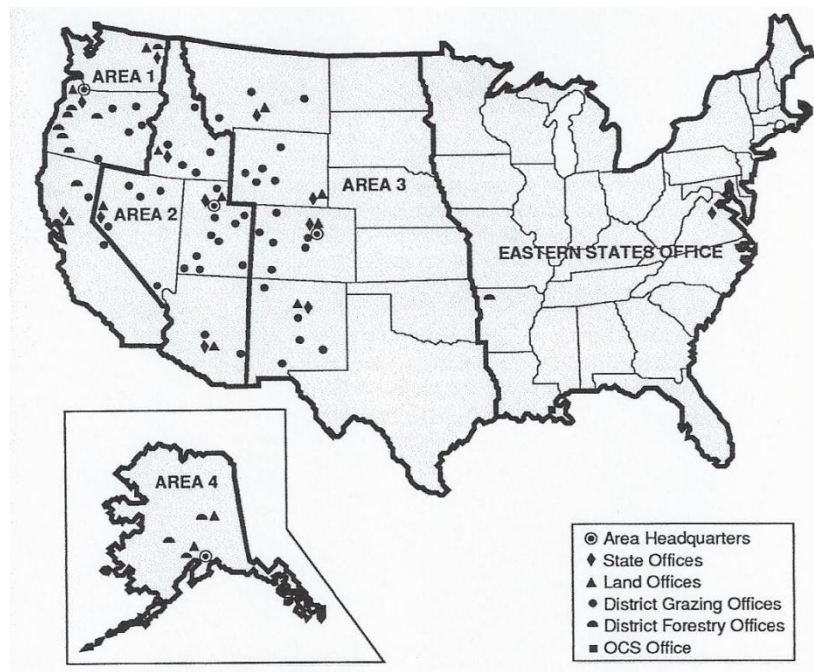 AREA 1
AREA 2
AREA 3
EASTERN STATES OFFICE
AREA 4
Area Headquarters
State Offices
Land Offices
District Grazing Offices
District Forestry Offices
OCS Office